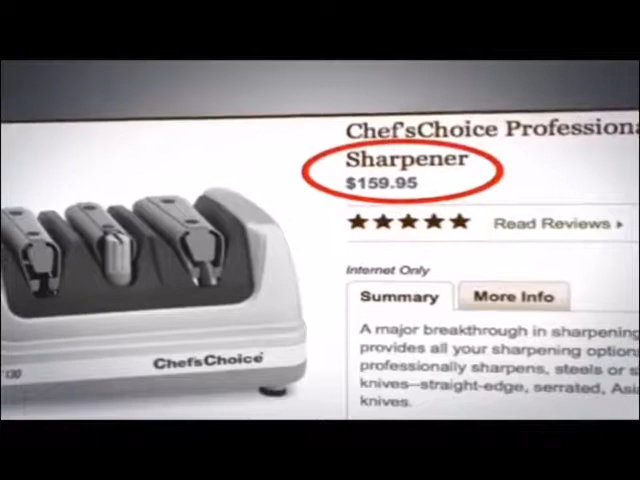 Chef'sChoice Professiona
Sharpener
$159.95
Read Reviews
Internet Only
Summary
More Info
A major breakthrough in sharpening
provides all your sharpening option
professionally sharpens, steels or s
knives—straight-edge, serrated, Asi
knives.
Chef'sChoice
130